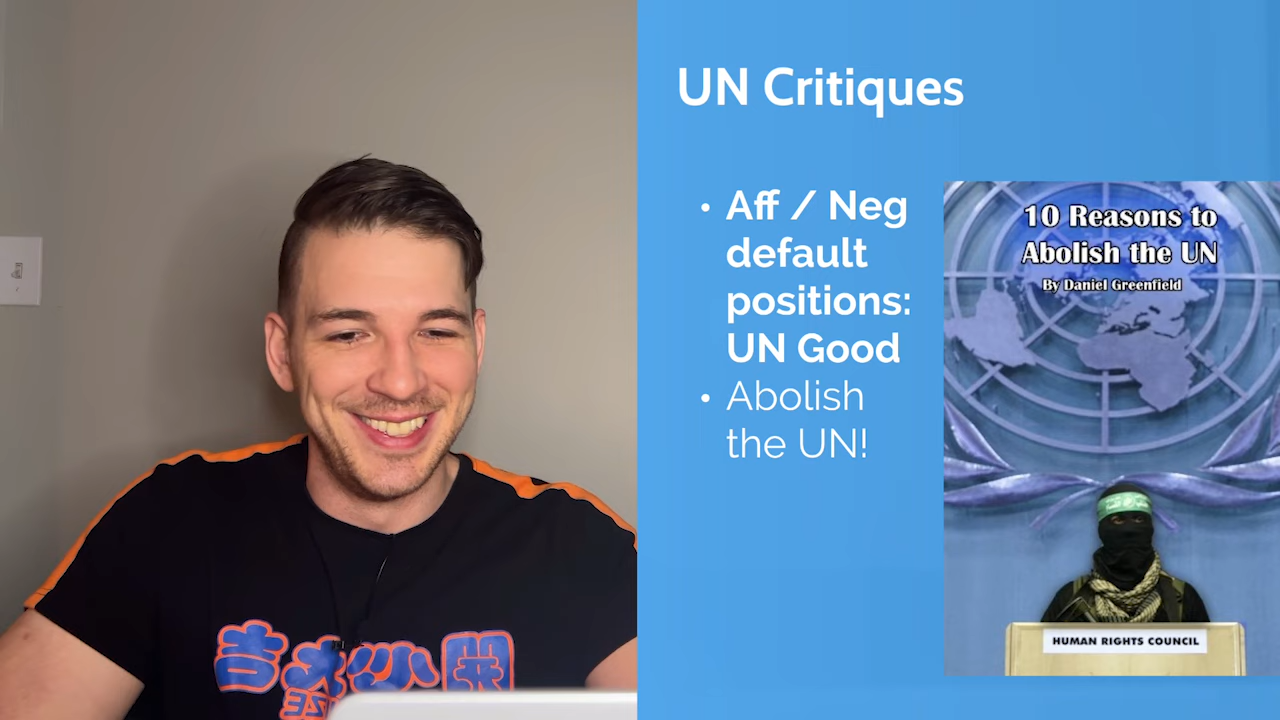 UN Critiques
• Aff / Neg
default
positions:
UN Good
• Abolish
the UN!
10 Reasons to
Abolish the UN
By Daniel Greenfield
HUMAN RIGHTS COUNCIL